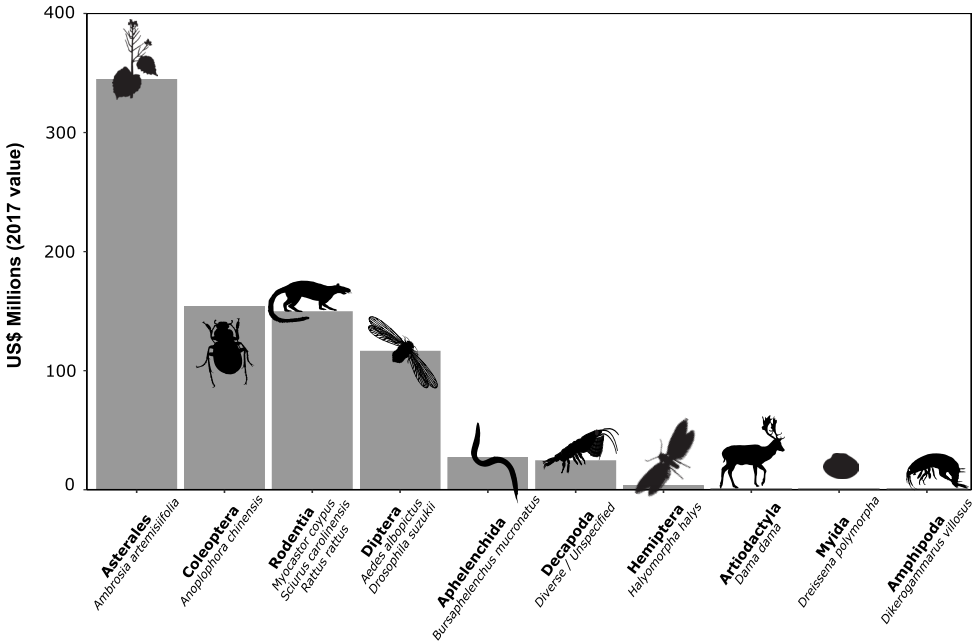 US$ Millions (2017 value)
400
300
200
100
0
Asterales
Ambrosia artemisiifolia
Coleoptera
Anoplophora chinensis
Rodentia
Myocastor coypus
Sciurus carolinensis
Rattus rattus
Diptera
Aedes albopictus
Drosophila suzukii
Aphelenchida
Bursaphelenchus mucronatus
Decapoda
Diverse / Unspecified
Hemiptera
Halyomorpha halys
Artiodactyla
Dama dama
Myida
Dreissena polymorpha
Amphipoda
Dikerogammarus villosus